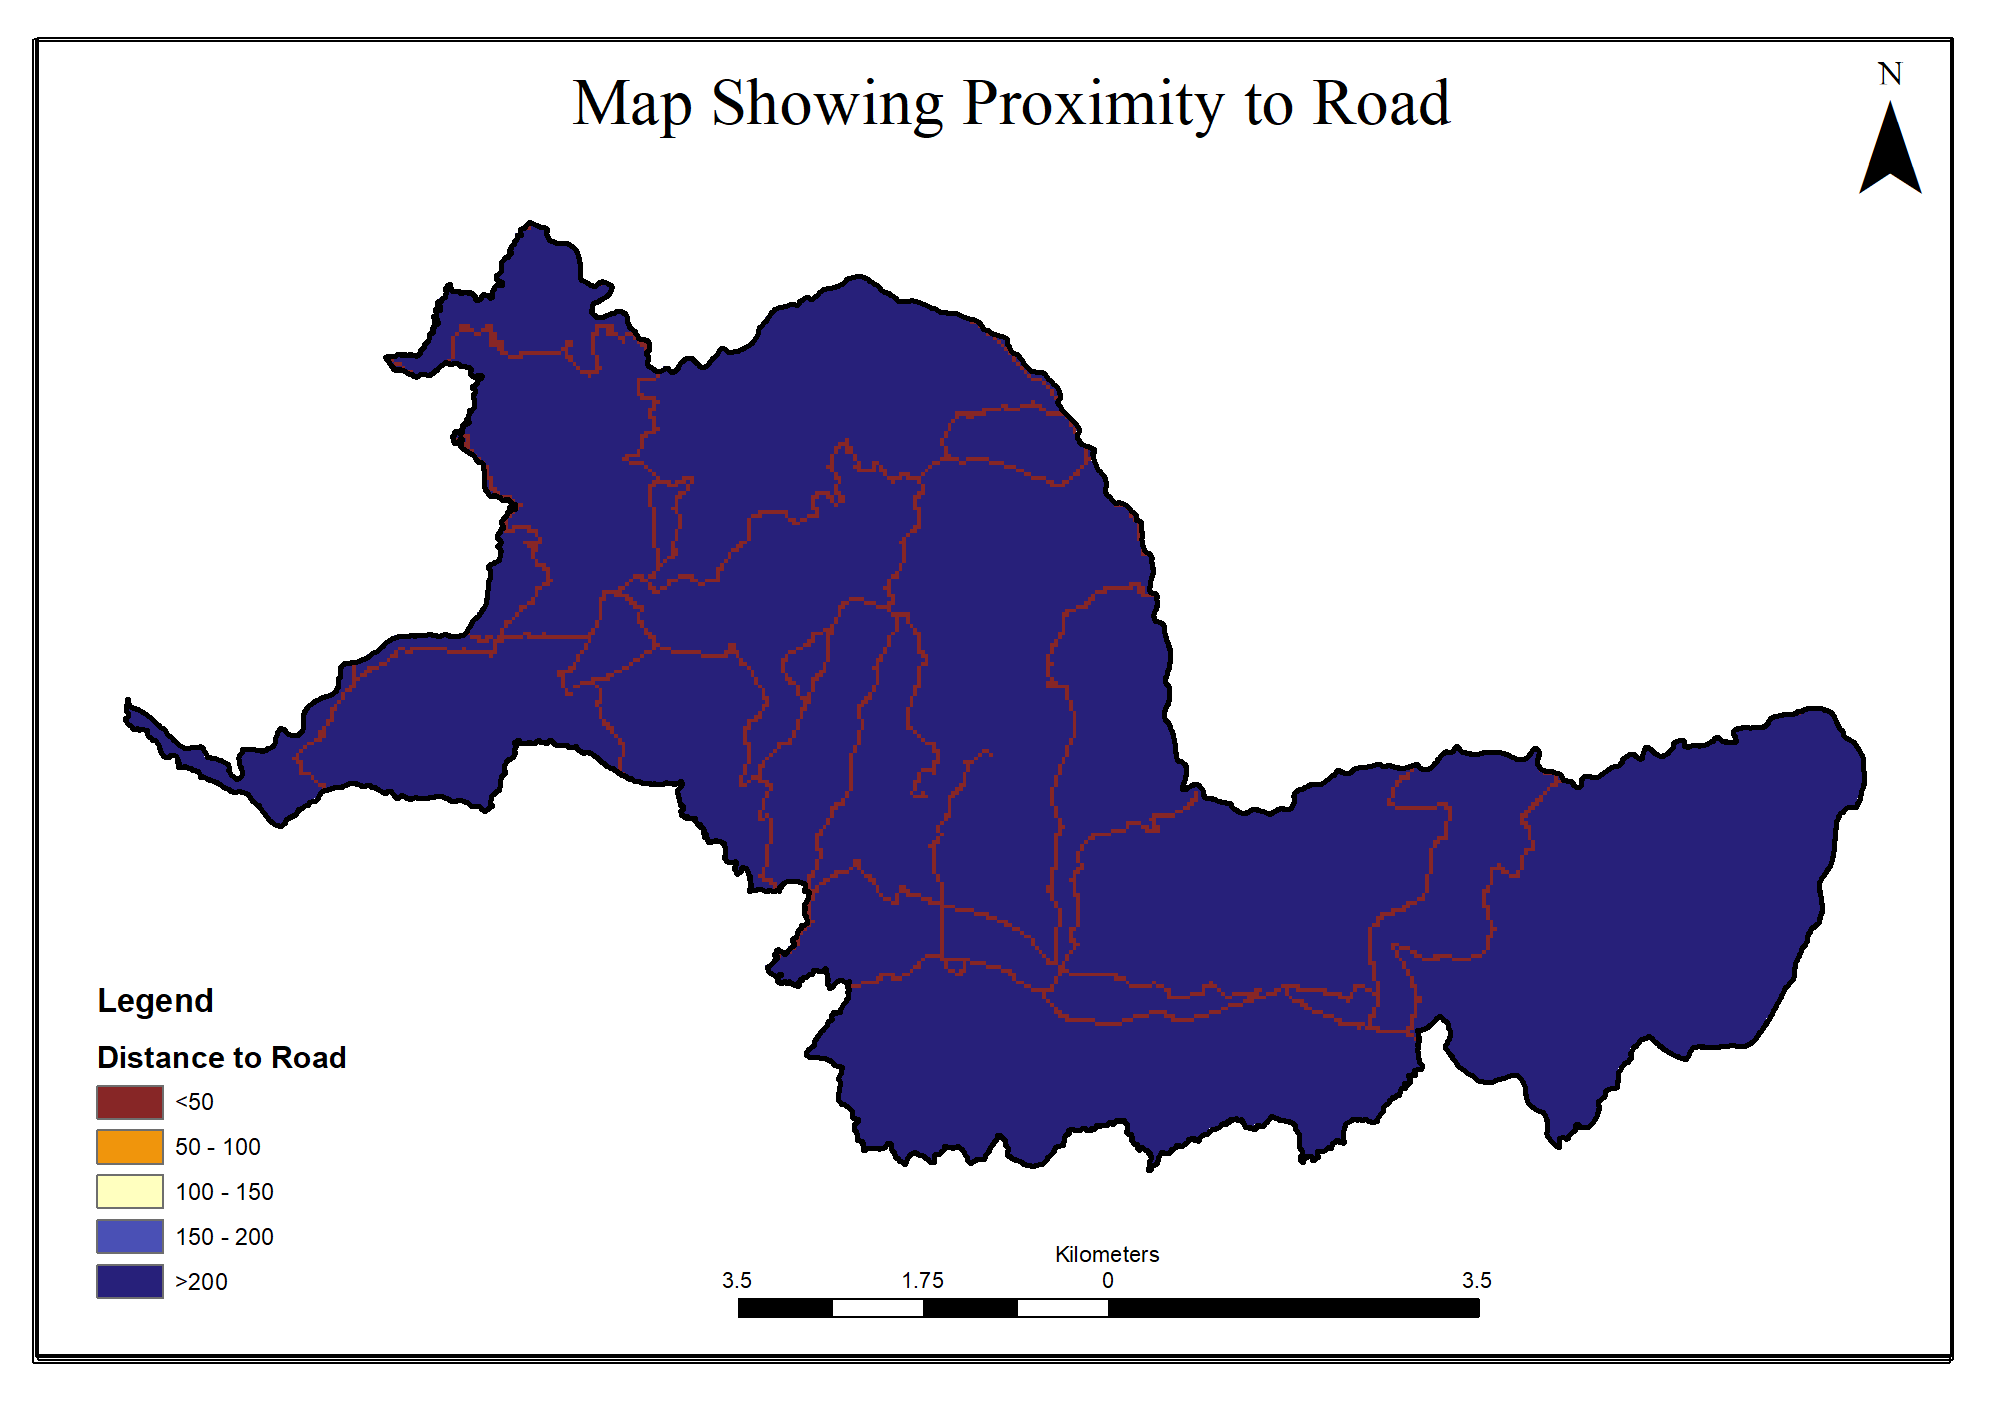 Map Showing Proximity to Road
N
Legend
Distance to Road
<50
50 - 100
100 - 150
150 - 200
>200
Kilometers
3.5 1.75 0 3.5